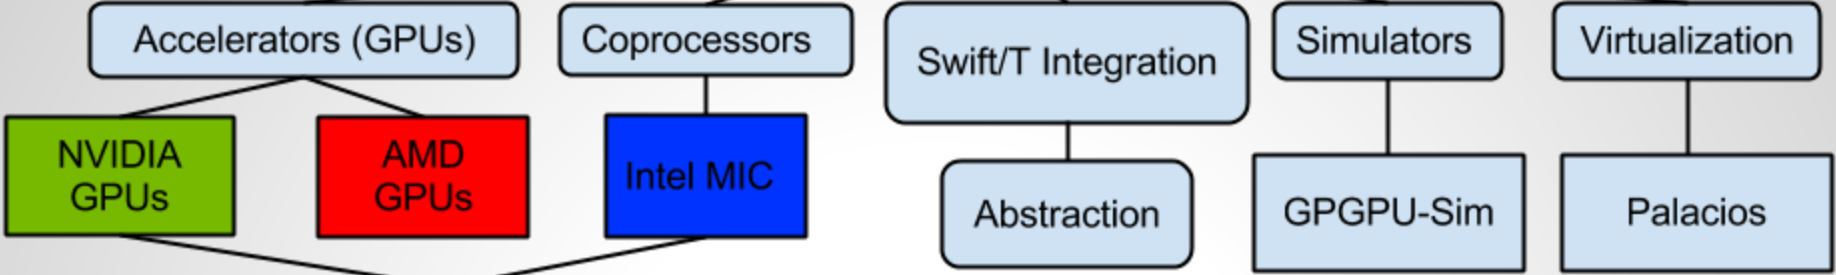 Accelerators (GPUs)
Coprocessors
Swift/T Integration
Simulators
Virtualization
NVIDIA
GPUs
AMD
GPUs
Intel MIC
Abstraction
GPGPU-Sim
Palacios